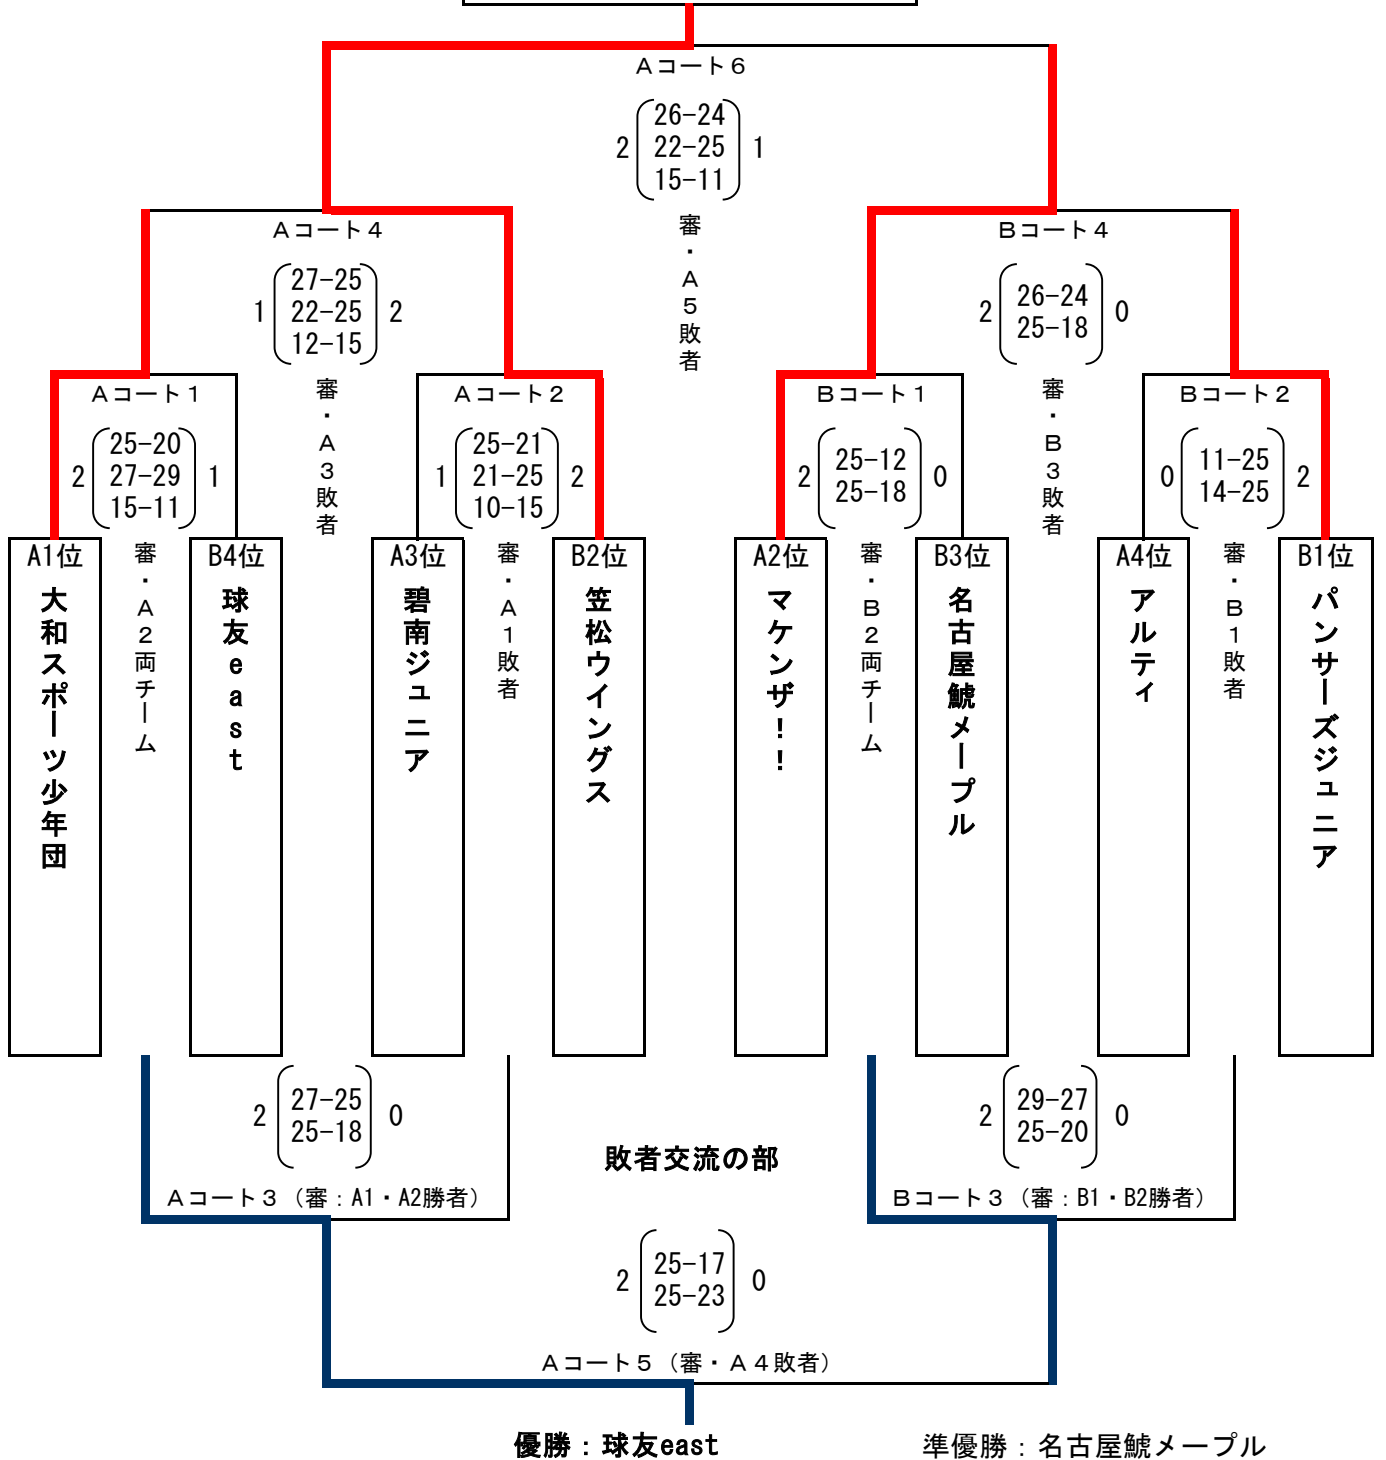 Aコート6
26-24
2 22-25 1
15-11
審・A5敗者
Aコート4
27-25
1 22-25 2
12-15
審・A3敗者
Bコート4
2 26-24 0
25-18
審・B3敗者
Aコート1
25-20
2 27-29 1
15-11
審・A2両チーム
Aコート2
25-21
1 21-25 2
10-15
審・A1敗者
Bコート1
2 25-12 0
25-18
審・B2両チーム
Bコート2
0 11-25 2
14-25
審・B1敗者
A1位
大和スポーツ少年団
B4位
球友east
A3位
碧南ジュニア
B2位
笠松ウイングス
A2位
マケンザ!!
B3位
名古屋鯱メープル
A4位
アルティ
B1位
パンサーズジュニア
2 27-25 0
25-18
Aコート3(審:A1・A2勝者)
2 29-27 0
25-20
Bコート3(審:B1・B2勝者)
敗者交流の部
2 25-17 0
25-23
Aコート5(審・A4敗者)
優勝:球友east
準優勝:名古屋鯱メープル